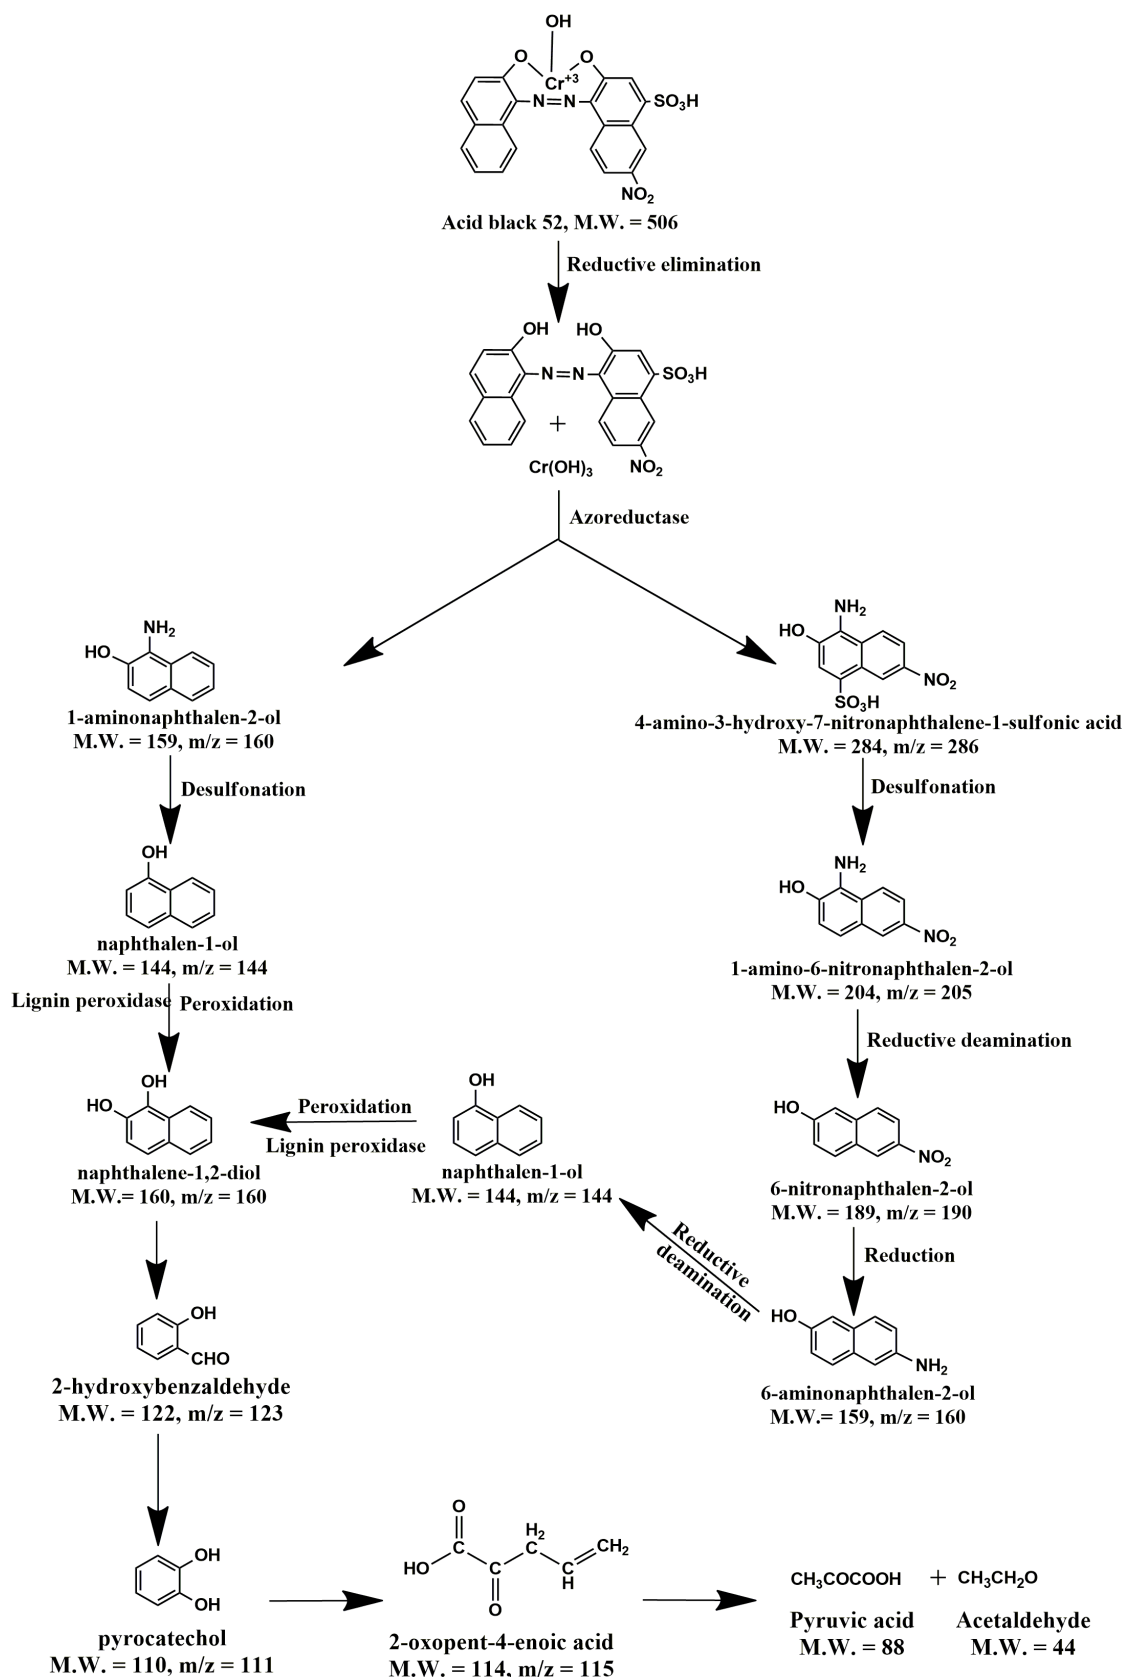 OH
O
O
Cr+3
N=N
SO3H
NO2
Acid black 52, M.W. = 506
Reductive elimination
OH
HO
N=N
SO3H
+
Cr(OH)3
NO2
Azoreductase
NH2
HO
1-aminonaphthalen-2-ol
M.W. = 159, m/z = 160
NH2
HO
NO2
SO3H
4-amino-3-hydroxy-7-nitronaphthalene-1-sulfonic acid
M.W. = 284, m/z = 286
Desulfonation
Desulfonation
OH
naphthalen-1-ol
M.W. = 144, m/z = 144
NH2
HO
NO2
1-amino-6-nitronaphthalen-2-ol
M.W. = 204, m/z = 205
Lignin peroxidase
Peroxidation
Reductive deamination
OH
HO
naphthalene-1,2-diol
M.W.= 160, m/z = 160
Peroxidation
Lignin peroxidase
OH
naphthalen-1-ol
M.W. = 144, m/z = 144
HO
NO2
6-nitronaphthalen-2-ol
M.W. = 189, m/z = 190
Reduction
Reductive
deamination
HO
NH2
6-aminonaphthalen-2-ol
M.W.= 159, m/z = 160
OH
CHO
2-hydroxybenzaldehyde
M.W. = 122, m/z = 123
OH
OH
pyrocatechol
M.W. = 110, m/z = 111
O
H2
C
C
CH2
HO
C
C
H
O
2-oxopent-4-enoic acid
M.W. = 114, m/z = 115
CH3COCOOH
+
CH3CH2O
Pyruvic acid
M.W. = 88
Acetaldehyde
M.W. = 44